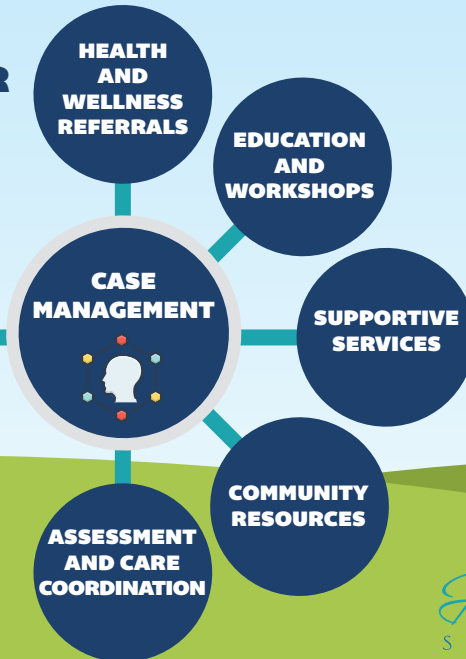 R
HEALTH
AND
WELLNESS
REFERRALS
EDUCATION
AND
WORKSHOPS
CASE
MANAGEMENT
SUPPORTIVE
SERVICES
COMMUNITY
RESOURCES
ASSESSMENT
AND CARE
COORDINATION
S